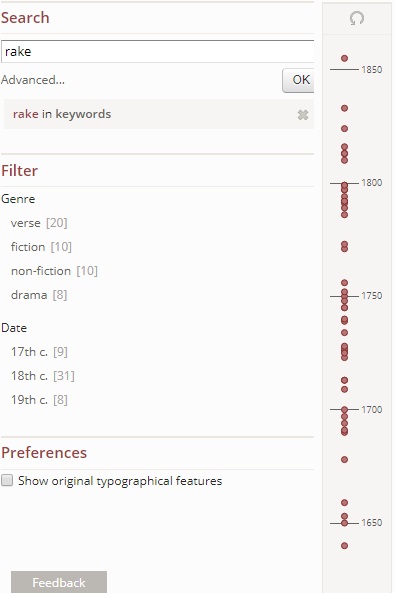 Search
rake
Advanced...
OK
rake in keywords
Filter
Genre
verse [20]
fiction [10]
non-fiction [10]
drama [8]
Date
17th c. [9]
18th c. [31]
19th c. [8]
Preferences
Show original typographical features
Feedback
1850
1800
1750
1700
1650